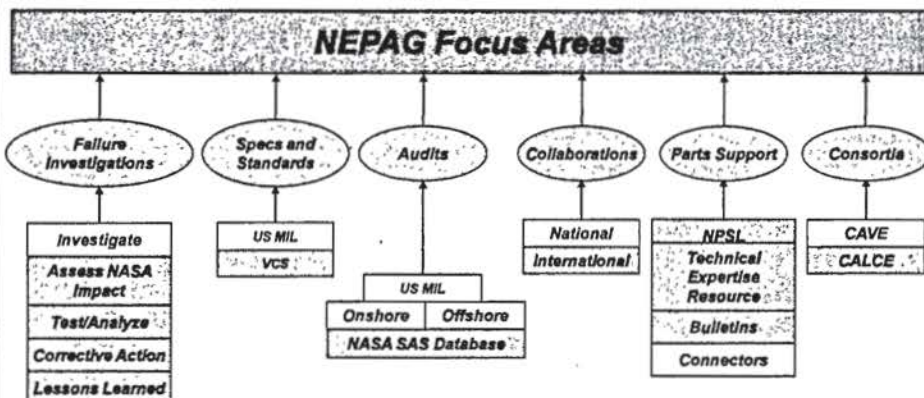 NEPAG Focus Areas
Failure
Investigations
Specs and
Standards
Audits
Collaborations
Parts Support
Consortia
Investigate
Assess NASA
Impact
Test/Analyze
Corrective Action
Lessons Learned
US MIL
VCS
US MIL
Onshore
Offshore
NASA SAS Database
National
International
NPSL
Technical
Expertise
Resource
Bulletins
Connectors
CAVE
CALCE